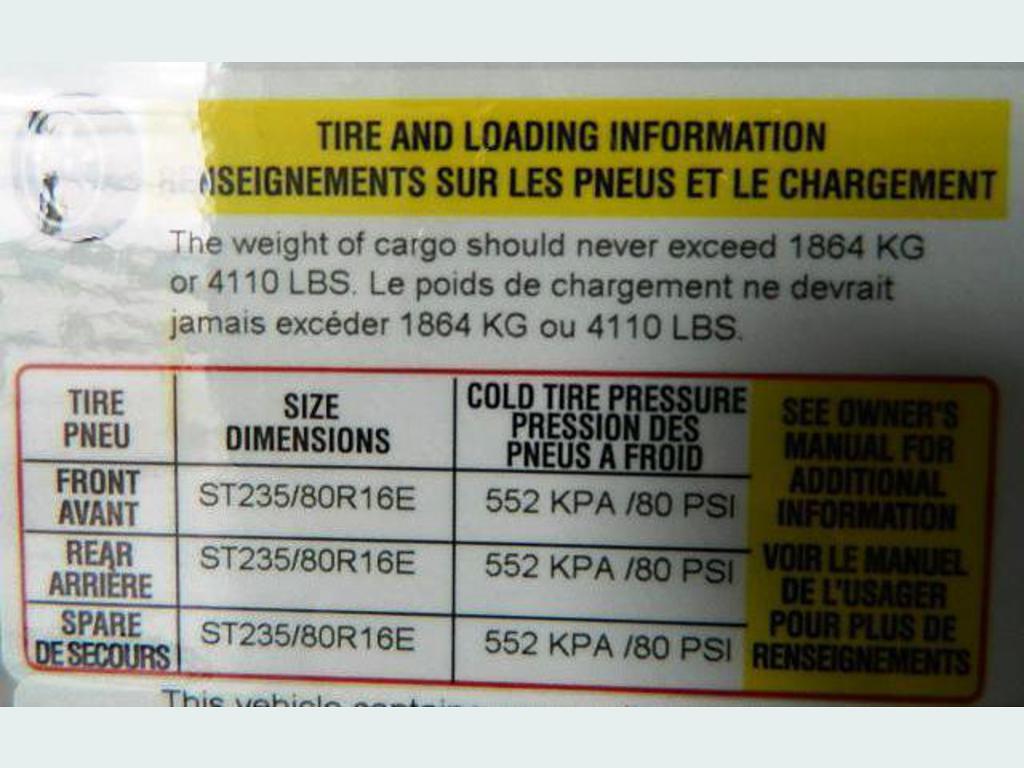 TIRE AND LOADING INFORMATION
RENSEIGNEMENTS SUR LES PNEUS ET LE CHARGEMENT
The weight of cargo should never exceed 1864 KG
or 4110 LBS. Le poids de chargement ne devrait
jamais excéder 1864 KG ou 4110 LBS.
TIRE
PNEU
SIZE
DIMENSIONS
COLD TIRE PRESSURE
PRESSION DES
PNEUS A FROID
FRONT
AVANT
ST235/80R16E
552 KPA /80 PSI
REAR
ARRIÈRE
ST235/80R16E
552 KPA /80 PSI
SPARE
DE SECOURS
ST235/80R16E
552 KPA /80 PSI
SEE OWNER'S
MANUAL FOR
ADDITIONAL
INFORMATION
VOIR LE MANUEL
DE L'USAGER
POUR PLUS DE
RENSEIGNEMENTS
This vehicle